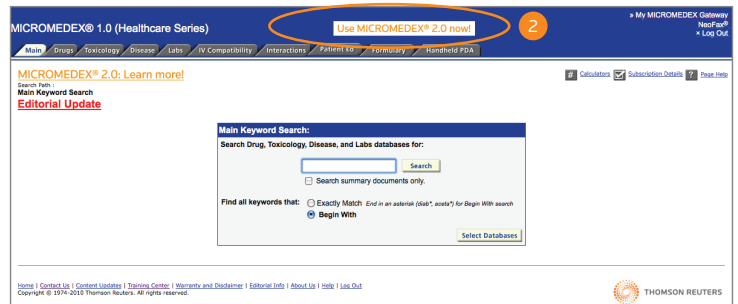 MICROMEDEX® 1.0 (Healthcare Series)
Use MICROMEDEX® 2.0 now!
2
» My MICROMEDEX Gateway
NeoFax®
× Log Out
Main Drugs Toxicology Disease Labs IV Compatibility Interactions Patient Ed Formulary Handheld PDA
MICROMEDEX® 2.0: Learn more!
# Calculators Subscription Details ? Page Help
Search Path :
Main Keyword Search
Editorial Update
Main Keyword Search:
Search Drug, Toxicology, Disease, and Labs databases for:
Search
Search summary documents only.
Find all keywords that: Exactly Match End in an asterisk (diab*, aceta*) for Begin With search
Begin With
Select Databases
Home | Contact Us | Content Updates | Training Center | Warranty and Disclaimer | Editorial Info | About Us | Help | Log Out
Copyright © 1974-2010 Thomson Reuters. All rights reserved.
THOMSON REUTERS